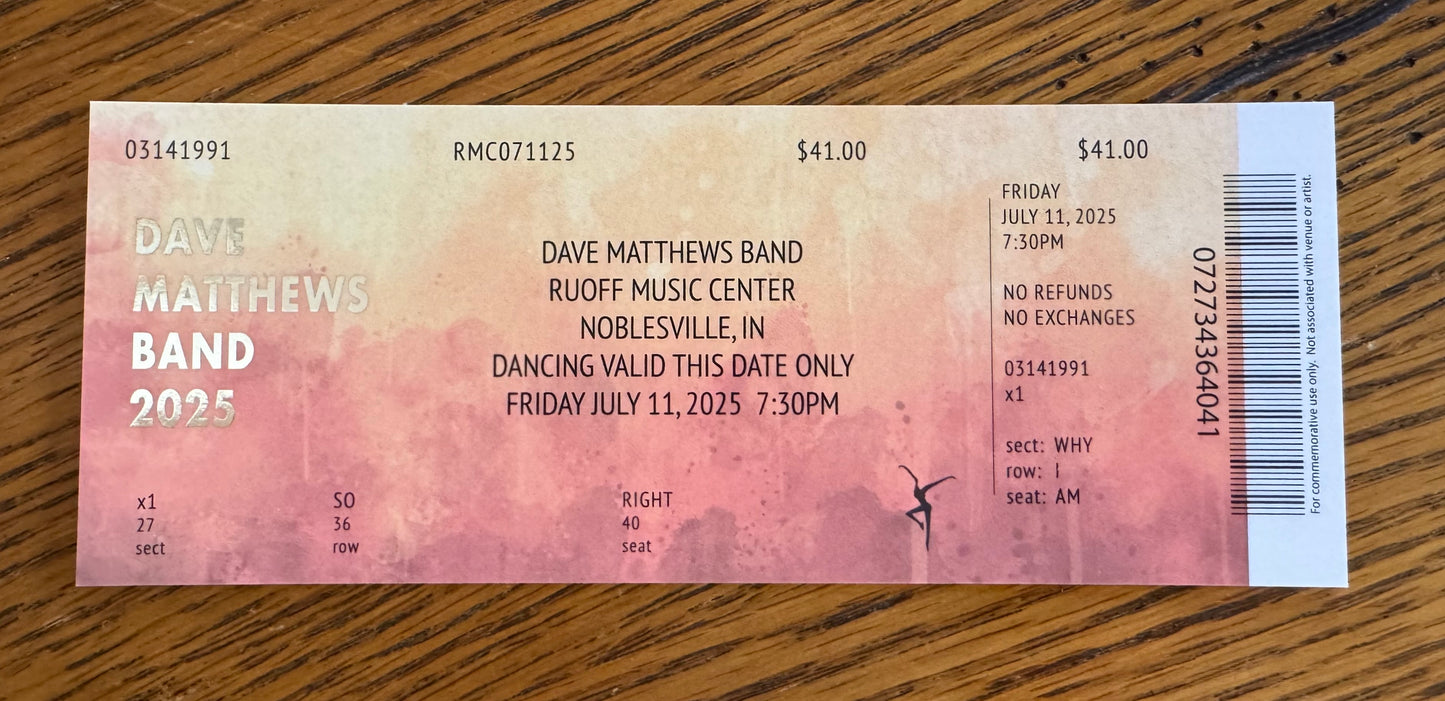 03141991
RMC071125
$41.00
$41.00
DAVE
MATTHEWS
BAND
2025
DAVE MATTHEWS BAND
RUOFF MUSIC CENTER
NOBLESVILLE, IN
DANCING VALID THIS DATE ONLY
FRIDAY JULY 11, 2025 7:30PM
x1
27
sect
SO
36
row
RIGHT
40
seat
FRIDAY
JULY 11, 2025
7:30PM
NO REFUNDS
NO EXCHANGES
03141991
x1
sect: WHY
row: I
seat: AM
0727343364041
For commemorative use only. Not associated with venue or artist.